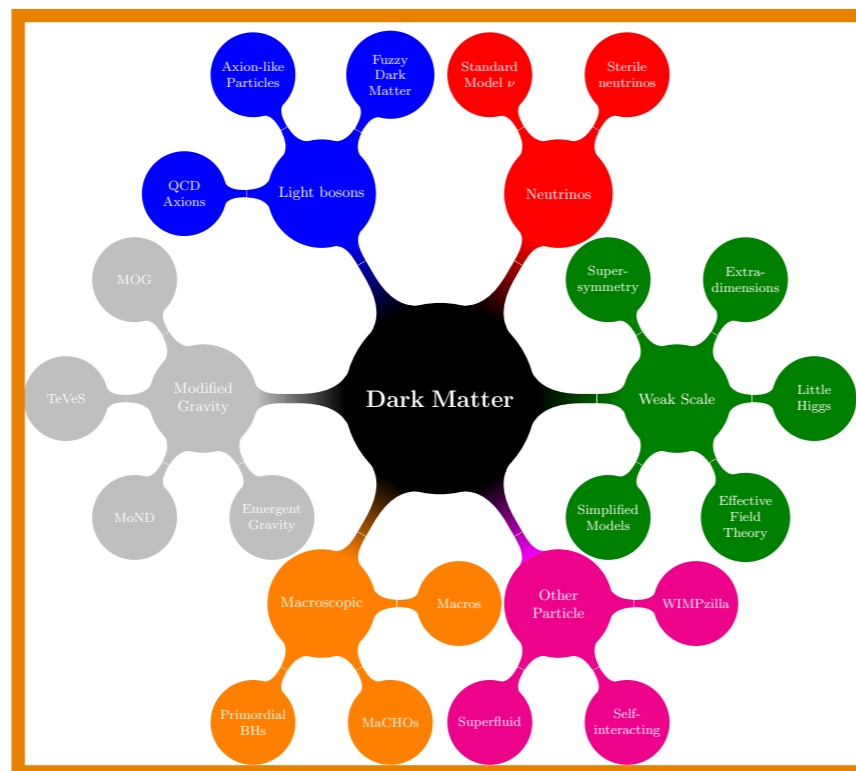 Axion-like
Particles
Fuzzy
Dark
Matter
Standard
Model ν
Sterile
neutrinos
QCD
Axions
Light bosons
Neutrinos
MOG
Super-
symmetry
Extra-
dimensions
TeVeS
Modified
Gravity
Dark Matter
Weak Scale
Little
Higgs
MoND
Emergent
Gravity
Simplified
Models
Effective
Field
Theory
Macroscopic
Macros
Other
Particle
WIMPzilla
Primordial
BHs
MaCHOs
Superfluid
Self-
interacting